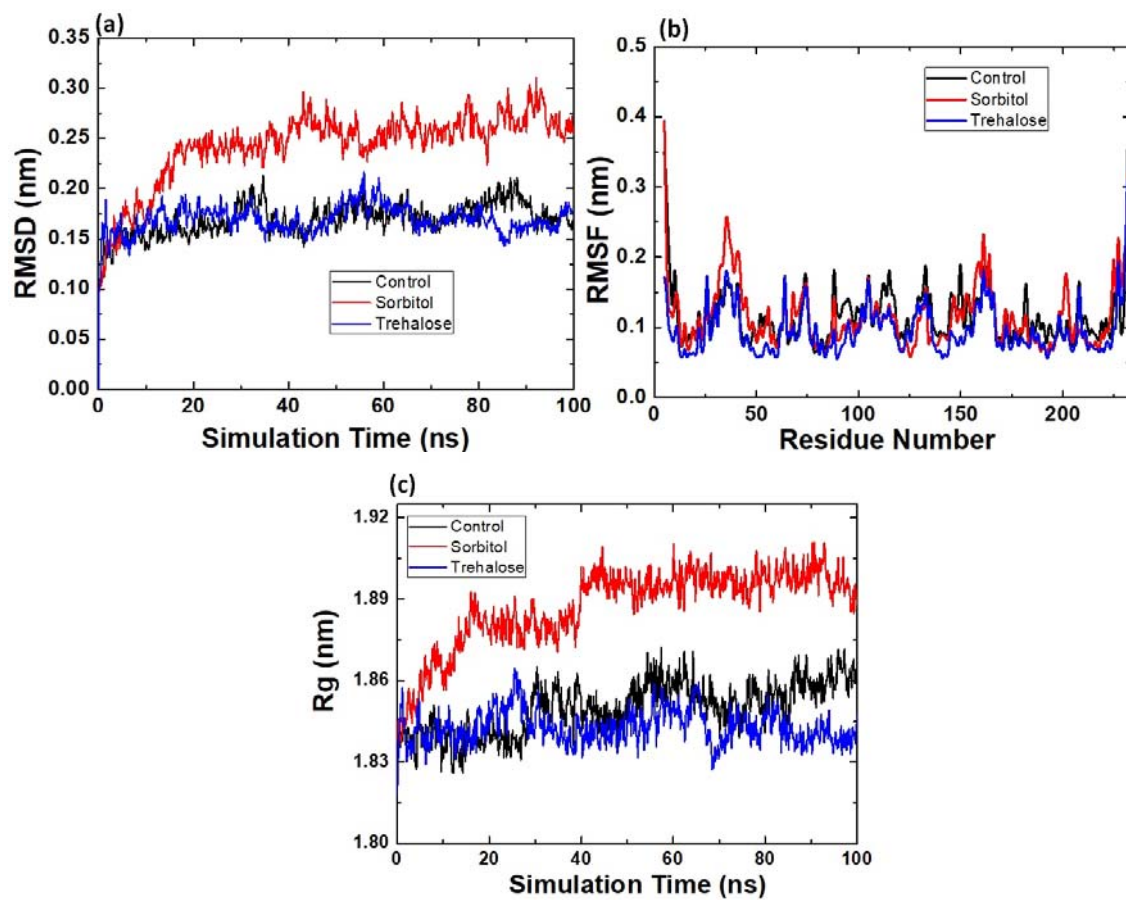 (a)
0.35
0.30
0.25
0.20
0.15
0.10
0.05
0.00
RMSD (nm)
Control
Sorbitol
Trehalose
0 20 40 60 80 100
Simulation Time (ns)
(b)
0.5
0.4
0.3
0.2
0.1
0.0
RMSF (nm)
Control
Sorbitol
Trehalose
0 50 100 150 200
Residue Number
(c)
1.92
1.89
1.86
1.83
1.80
Rg (nm)
Control
Sorbitol
Trehalose
0 20 40 60 80 100
Simulation Time (ns)